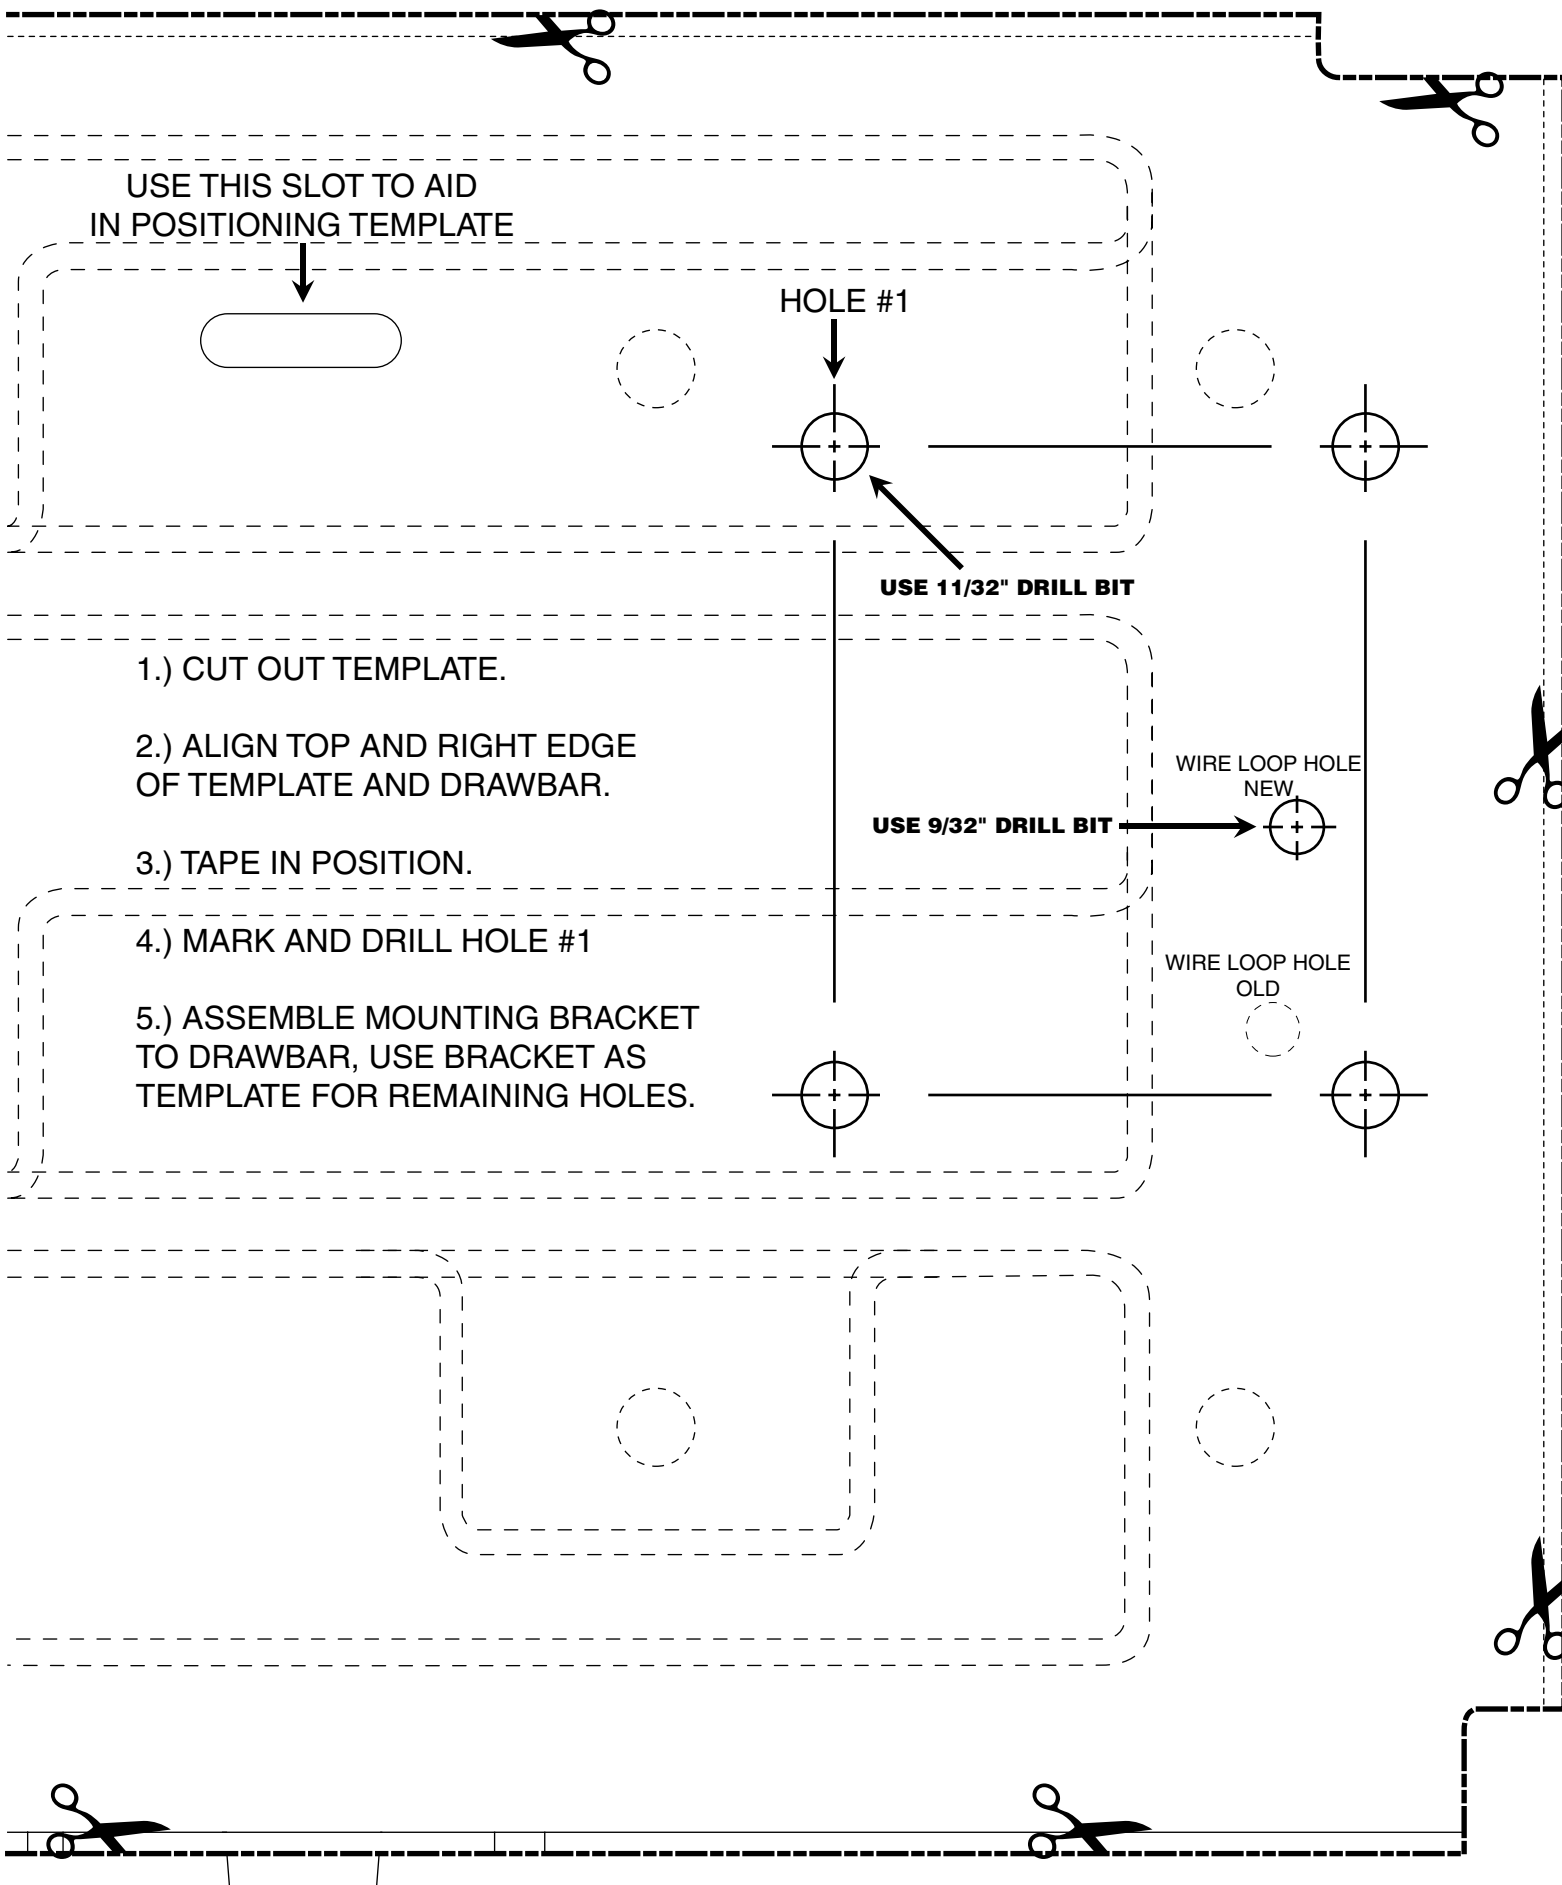 USE THIS SLOT TO AID
IN POSITIONING TEMPLATE
HOLE #1
USE 11/32" DRILL BIT
1.) CUT OUT TEMPLATE.
2.) ALIGN TOP AND RIGHT EDGE
OF TEMPLATE AND DRAWBAR.
WIRE LOOP HOLE
NEW
USE 9/32" DRILL BIT
3.) TAPE IN POSITION.
4.) MARK AND DRILL HOLE #1
WIRE LOOP HOLE
OLD
5.) ASSEMBLE MOUNTING BRACKET
TO DRAWBAR, USE BRACKET AS
TEMPLATE FOR REMAINING HOLES.